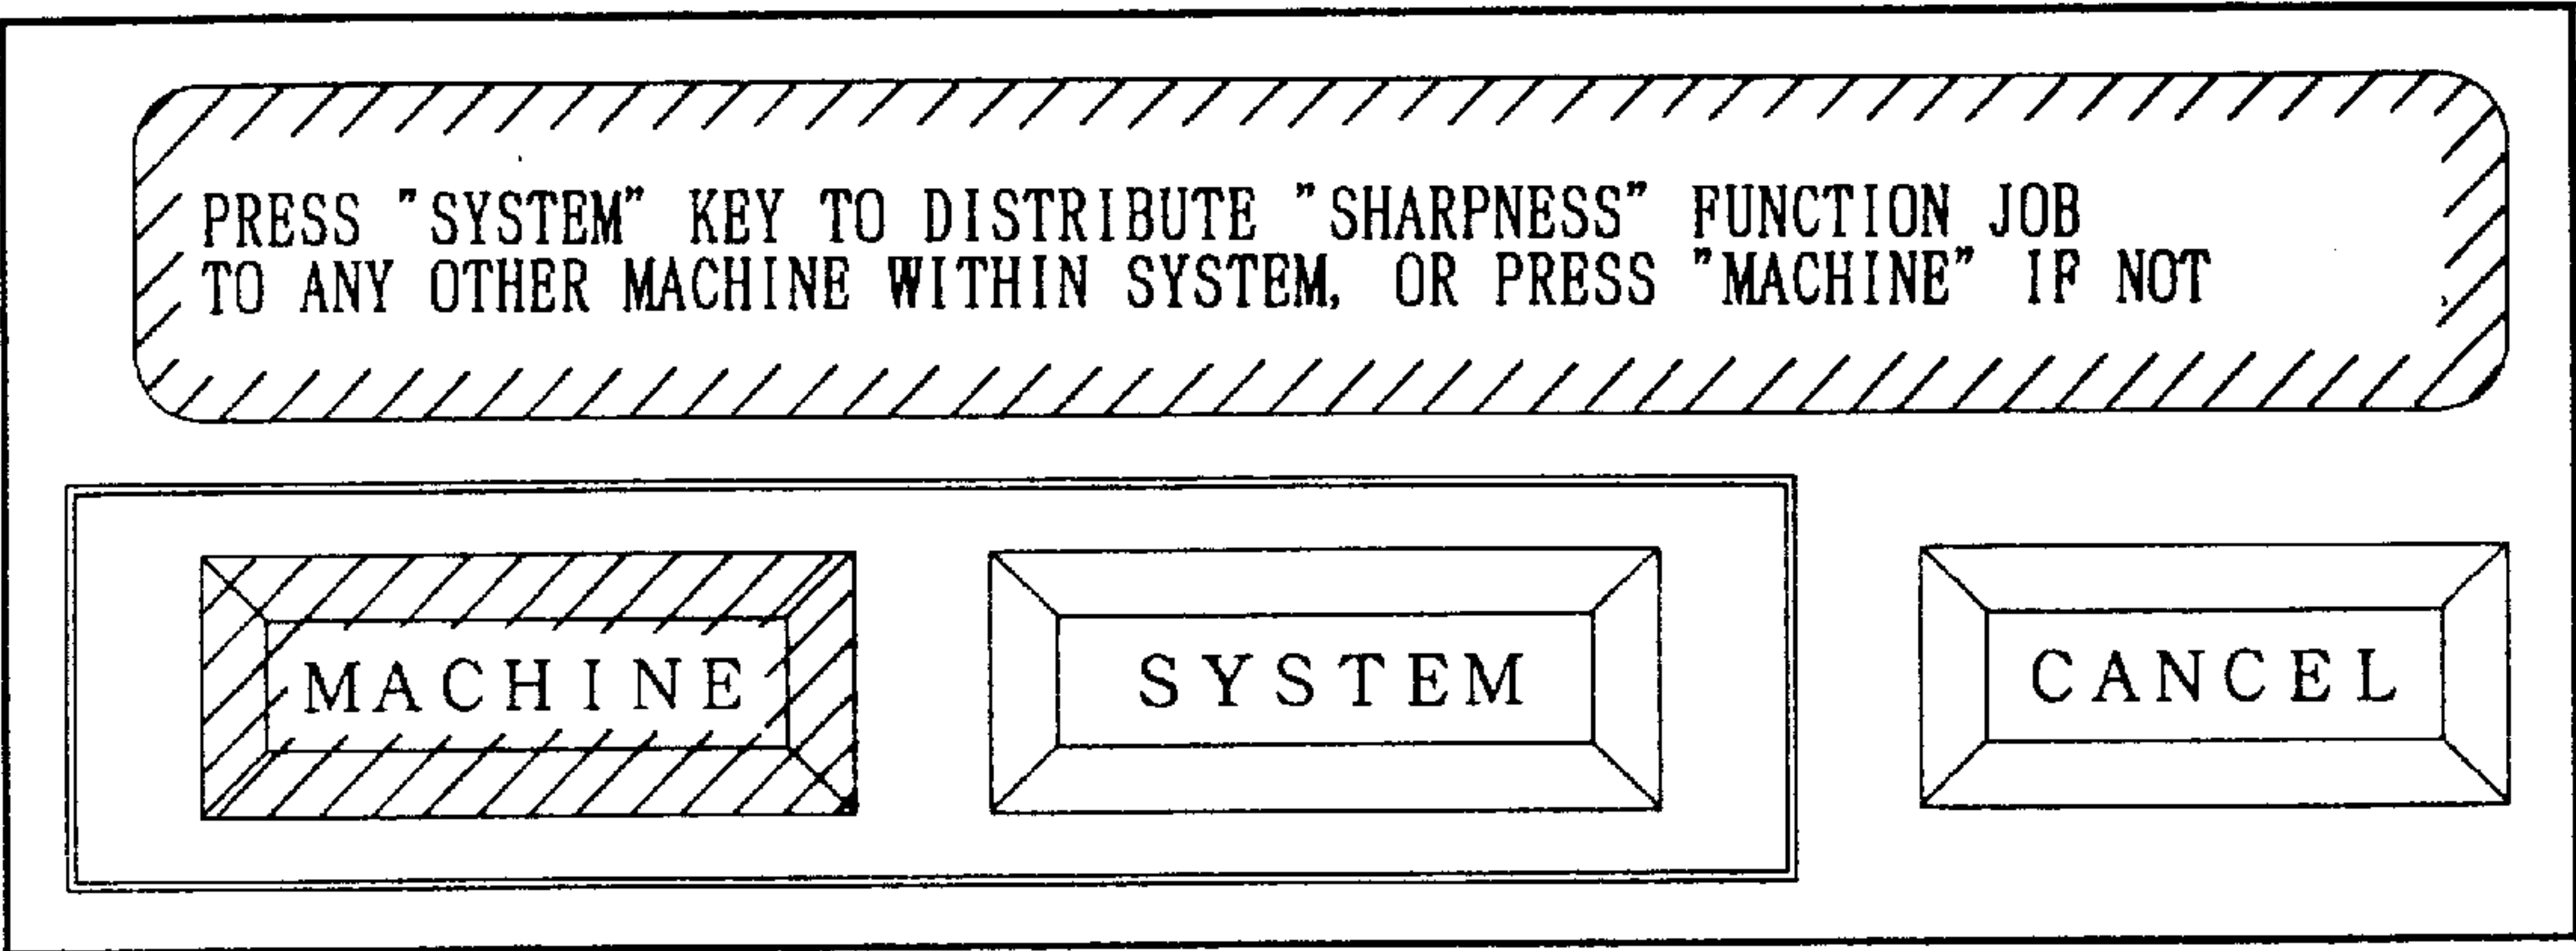 PRESS "SYSTEM" KEY TO DISTRIBUTE "SHARPNESS" FUNCTION JOB
TO ANY OTHER MACHINE WITHIN SYSTEM, OR PRESS "MACHINE" IF NOT
MACHINE SYSTEM CANCEL